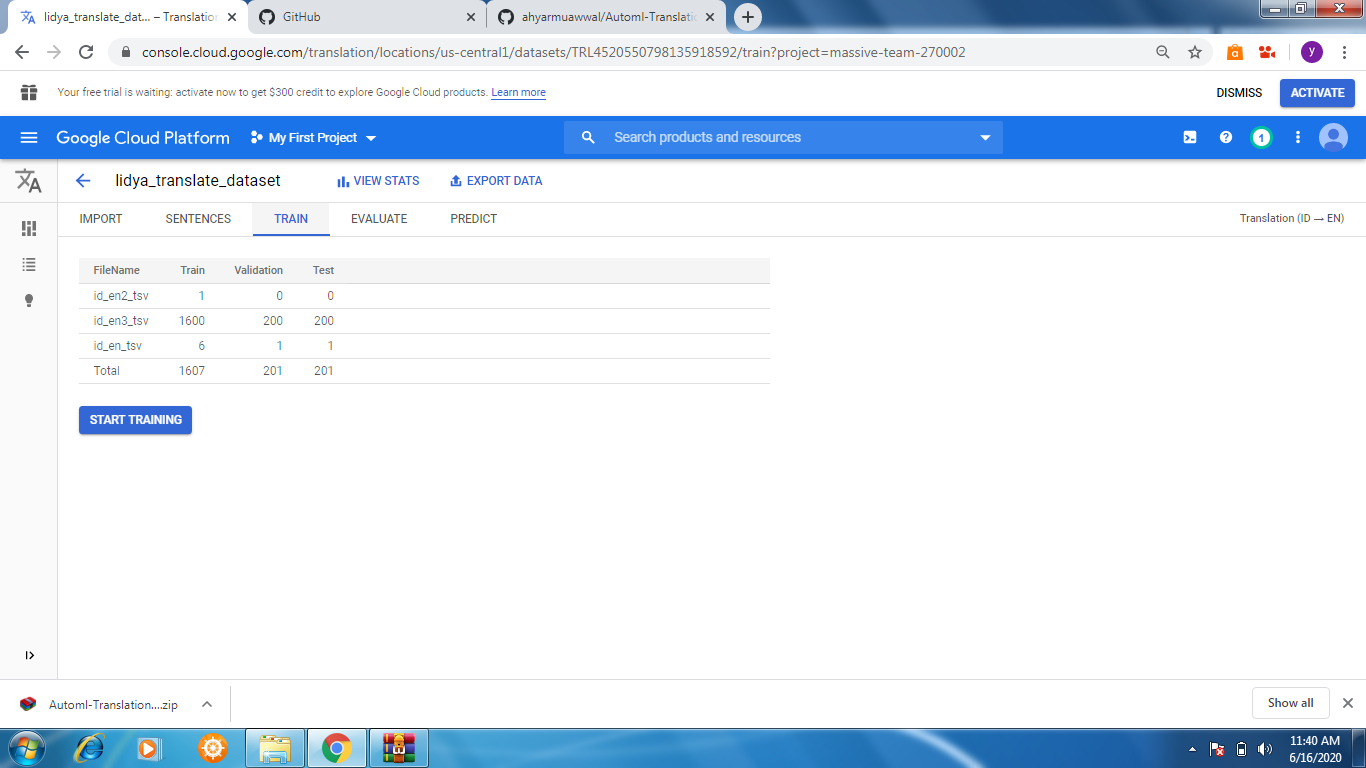 lidya_translate_dat... – Translation
GitHub
ahyarmuawwal/Automl-Translatio
console.cloud.google.com/translation/locations/us-central1/datasets/TRL4520550798135918592/train?project=massive-team-270002
y
Your free trial is waiting: activate now to get $300 credit to explore Google Cloud products. Learn more
DISMISS
ACTIVATE
Google Cloud Platform
My First Project
Search products and resources
1
lidya_translate_dataset
VIEW STATS
EXPORT DATA
IMPORT SENTENCES TRAIN EVALUATE PREDICT
Translation (ID → EN)
FileName Train Validation Test
id_en2_tsv 1 0 0
id_en3_tsv 1600 200 200
id_en_tsv 6 1 1
Total 1607 201 201
START TRAINING
Automl-Translation....zip
Show all
11:40 AM
6/16/2020